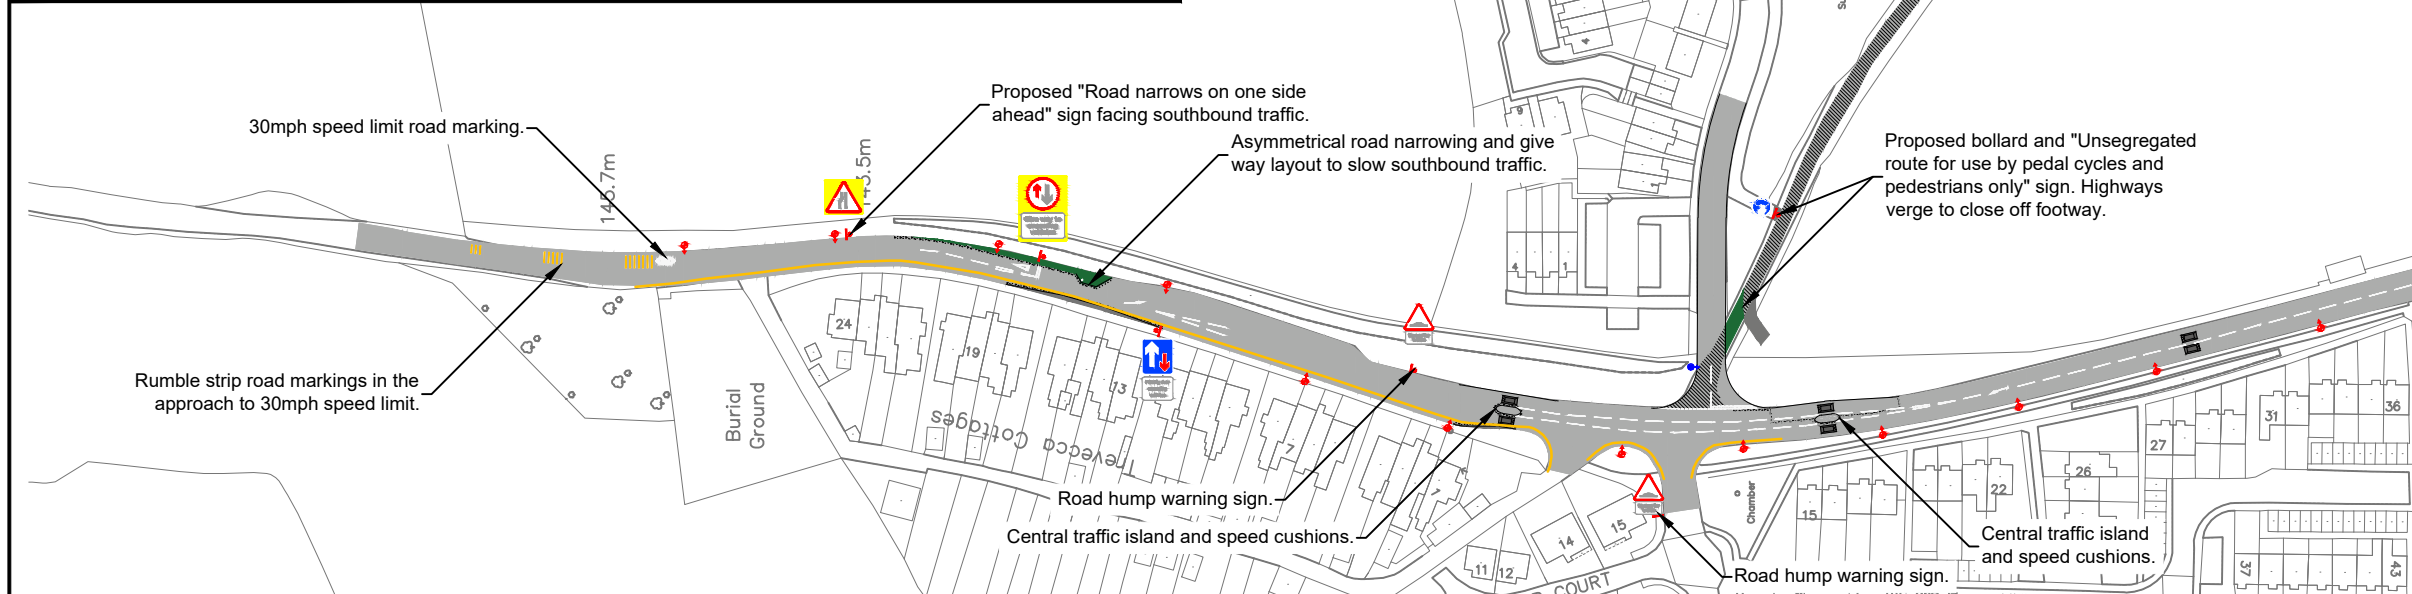 30mph speed limit road marking.
Proposed "Road narrows on one side
ahead" sign facing southbound traffic.
Asymmetrical road narrowing and give
way layout to slow southbound traffic.
Proposed bollard and "Unsegregated
route for use by pedal cycles and
pedestrians only" sign. Highways
verge to close off footway.
145.7m
4
9
4
1
Rumble strip road markings in the
approach to 30mph speed limit.
24
19
13
7
1
Burial
Ground
Trevecca Cottages
Road hump warning sign.
Central traffic island and speed cushions.
14
15
11
12
COURT
Chamber
15
22
26
27
31
36
37
43
Central traffic island
and speed cushions.
Road hump warning sign.